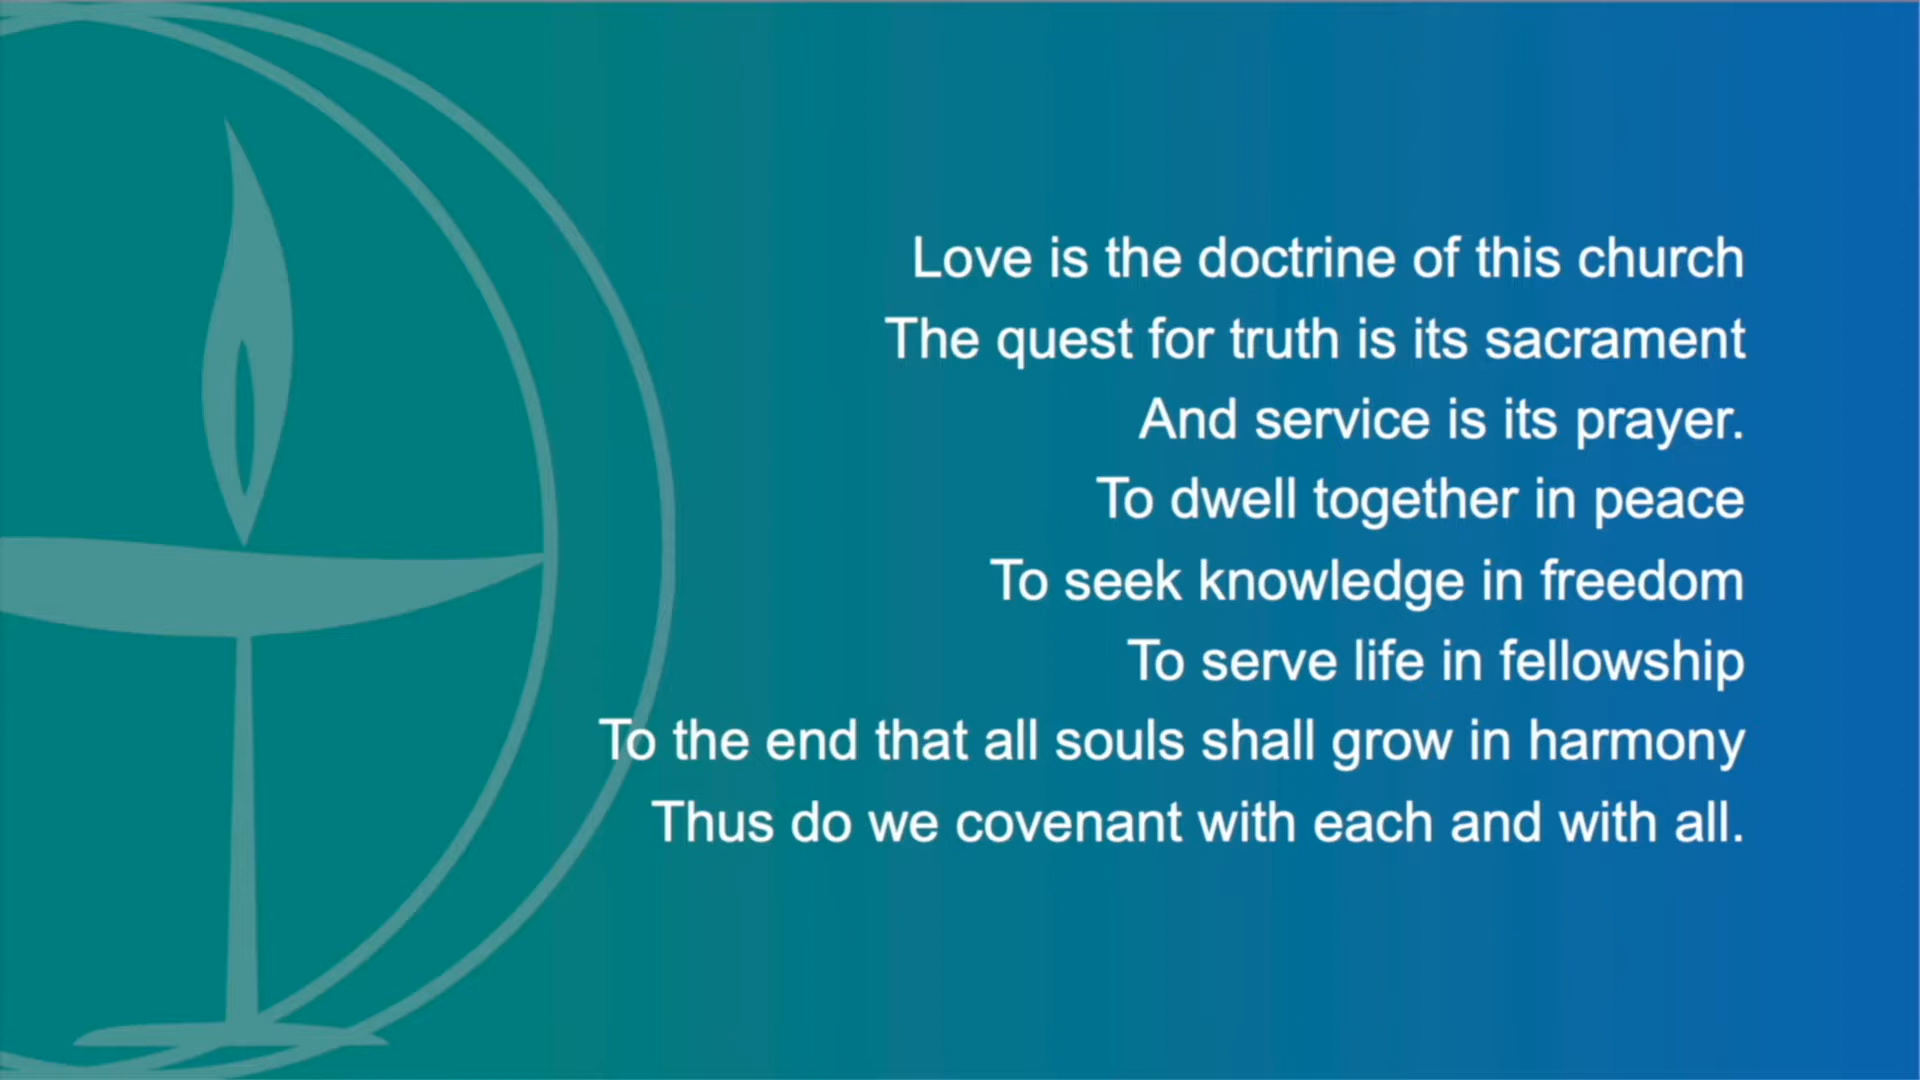 Love is the doctrine of this church
The quest for truth is its sacrament
And service is its prayer.
To dwell together in peace
To seek knowledge in freedom
To serve life in fellowship
To the end that all souls shall grow in harmony
Thus do we covenant with each and with all.